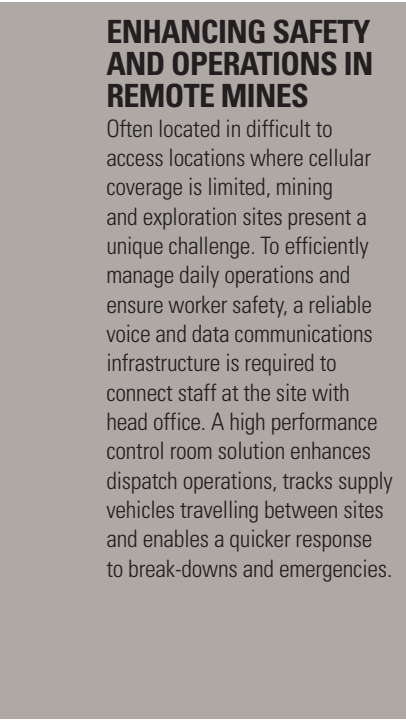 ENHANCING SAFETY
AND OPERATIONS IN
REMOTE MINES
Often located in difficult to
access locations where cellular
coverage is limited, mining
and exploration sites present a
unique challenge. To efficiently
manage daily operations and
ensure worker safety, a reliable
voice and data communications
infrastructure is required to
connect staff at the site with
head office. A high performance
control room solution enhances
dispatch operations, tracks supply
vehicles travelling between sites
and enables a quicker response
to break-downs and emergencies.